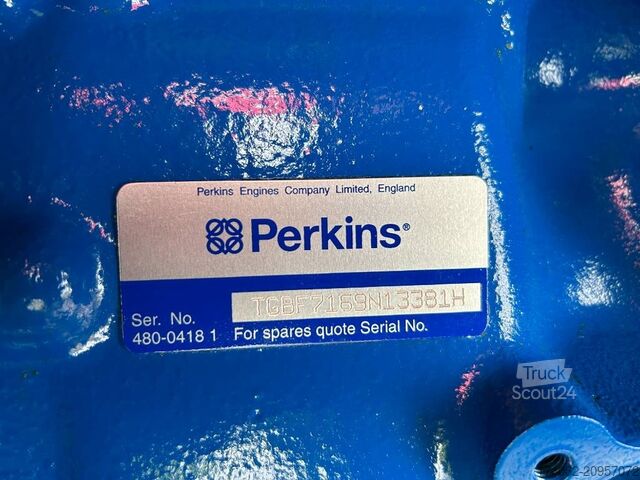 Perkins Engines Company Limited, England
Perkins®
TGBF7169N13381H
Ser. No.
480-0418 1 For spares quote Serial No.
Truck
Scout24